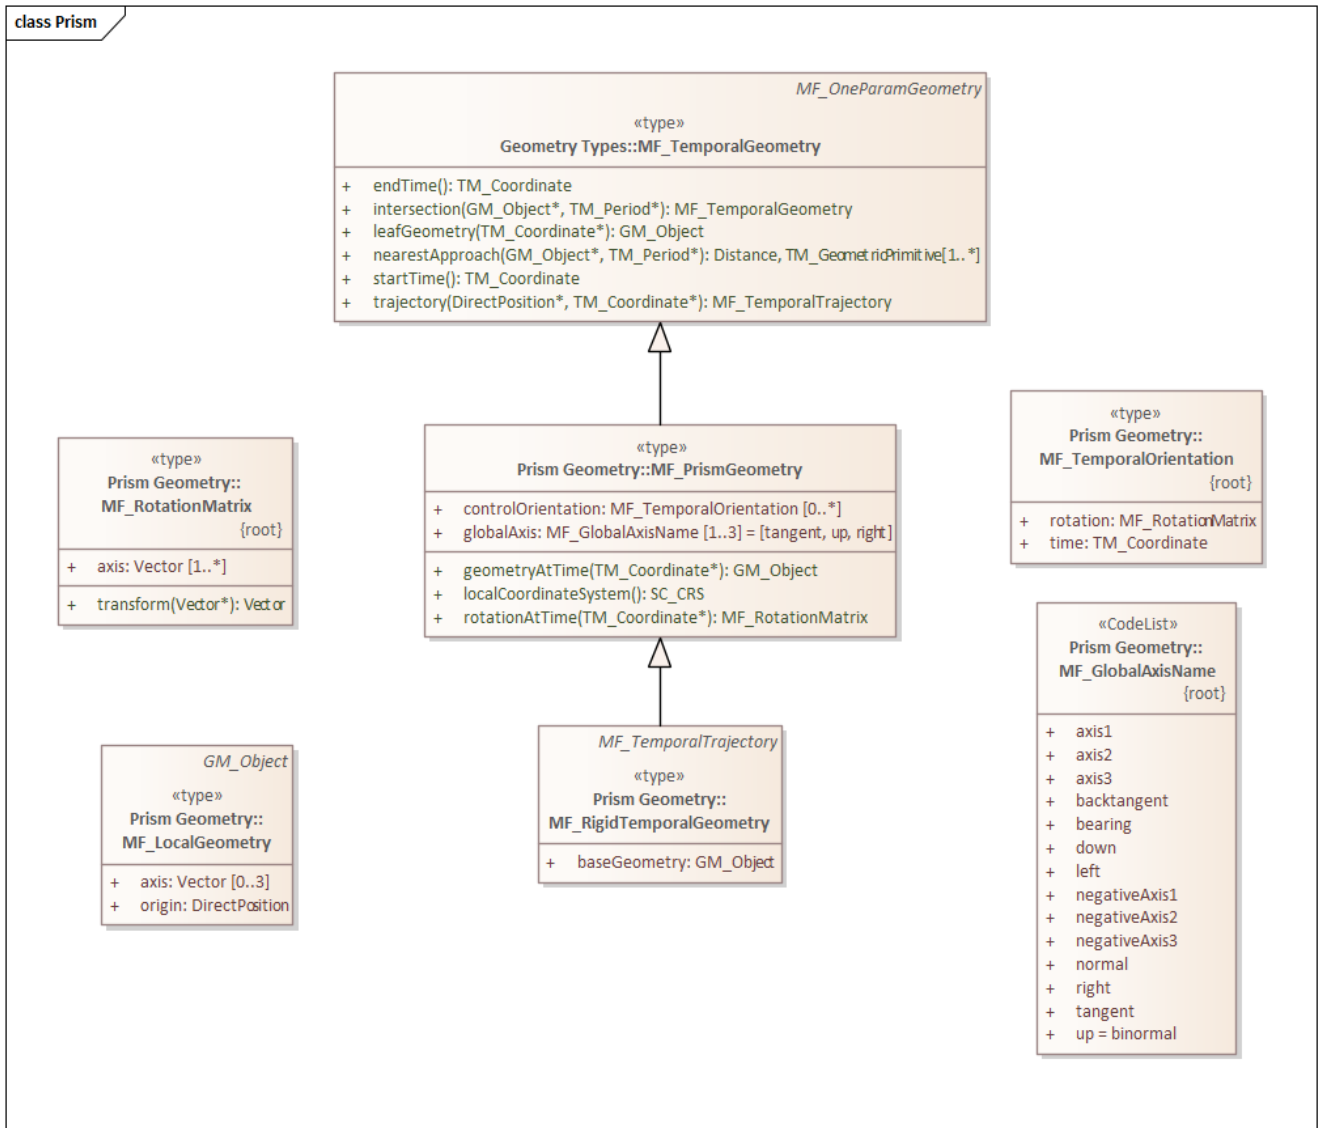 class Prism
MF_OneParamGeometry
«type»
Geometry Types::MF_TemporalGeometry
+ endTime(): TM_Coordinate
+ intersection(GM_Object*, TM_Period*): MF_TemporalGeometry
+ leafGeometry(TM_Coordinate*): GM_Object
+ nearestApproach(GM_Object*, TM_Period*): Distance, TM_GeometricPrimitive[1..*]
+ startTime(): TM_Coordinate
+ trajectory(DirectPosition*, TM_Coordinate*): MF_TemporalTrajectory
«type»
Prism Geometry::
MF_RotationMatrix
{root}
+ axis: Vector [1..*]
+ transform(Vector*): Vector
«type»
Prism Geometry::MF_PrismGeometry
+ controlOrientation: MF_TemporalOrientation [0..*]
+ globalAxis: MF_GlobalAxisName [1..3] = [tangent, up, right]
+ geometryAtTime(TM_Coordinate*): GM_Object
+ localCoordinateSystem(): SC_CRS
+ rotationAtTime(TM_Coordinate*): MF_RotationMatrix
«type»
Prism Geometry::
MF_TemporalOrientation
{root}
+ rotation: MF_RotationMatrix
+ time: TM_Coordinate
GM_Object
«type»
Prism Geometry::
MF_LocalGeometry
+ axis: Vector [0..3]
+ origin: DirectPosition
MF_TemporalTrajectory
«type»
Prism Geometry::
MF_RigidTemporalGeometry
+ baseGeometry: GM_Object
«CodeList»
Prism Geometry::
MF_GlobalAxisName
{root}
+ axis1
+ axis2
+ axis3
+ backtangent
+ bearing
+ down
+ left
+ negativeAxis1
+ negativeAxis2
+ negativeAxis3
+ normal
+ right
+ tangent
+ up = binormal